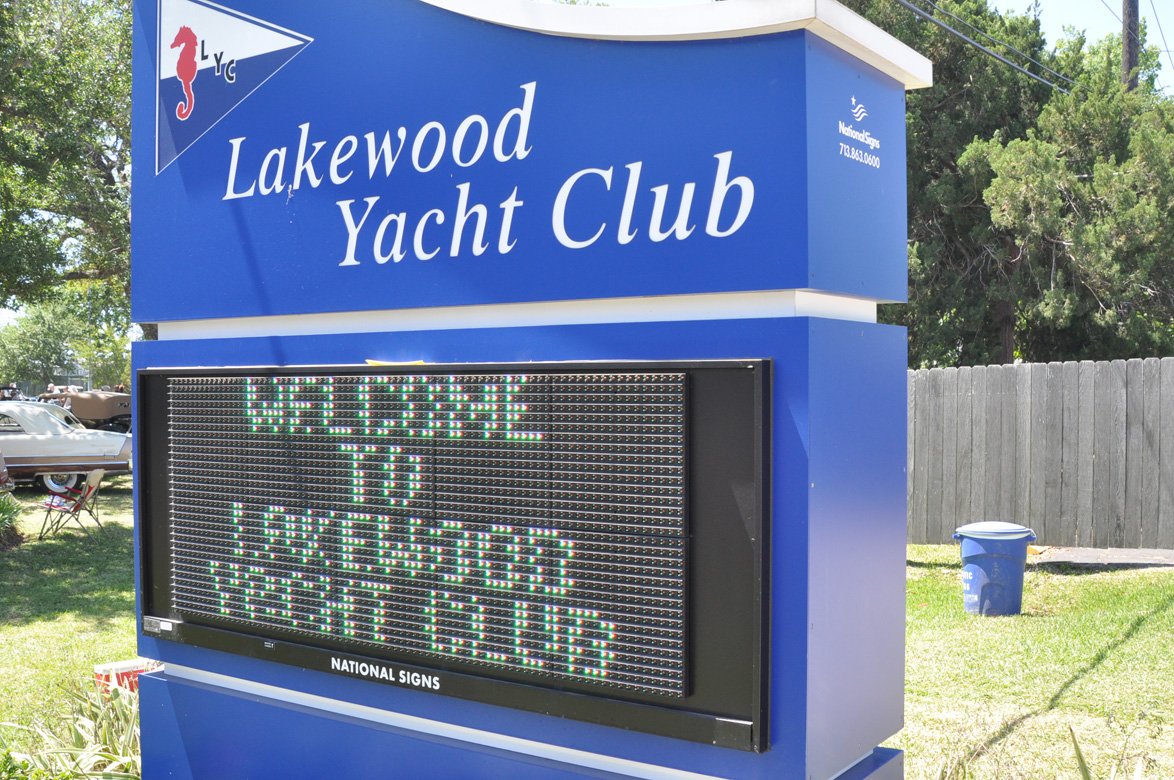 LYC
Lakewood
Yacht Club
NationalSigns
713.863.0600
WELCOME
TO
LAKEWOOD
YACHT CLUB
NATIONAL SIGNS